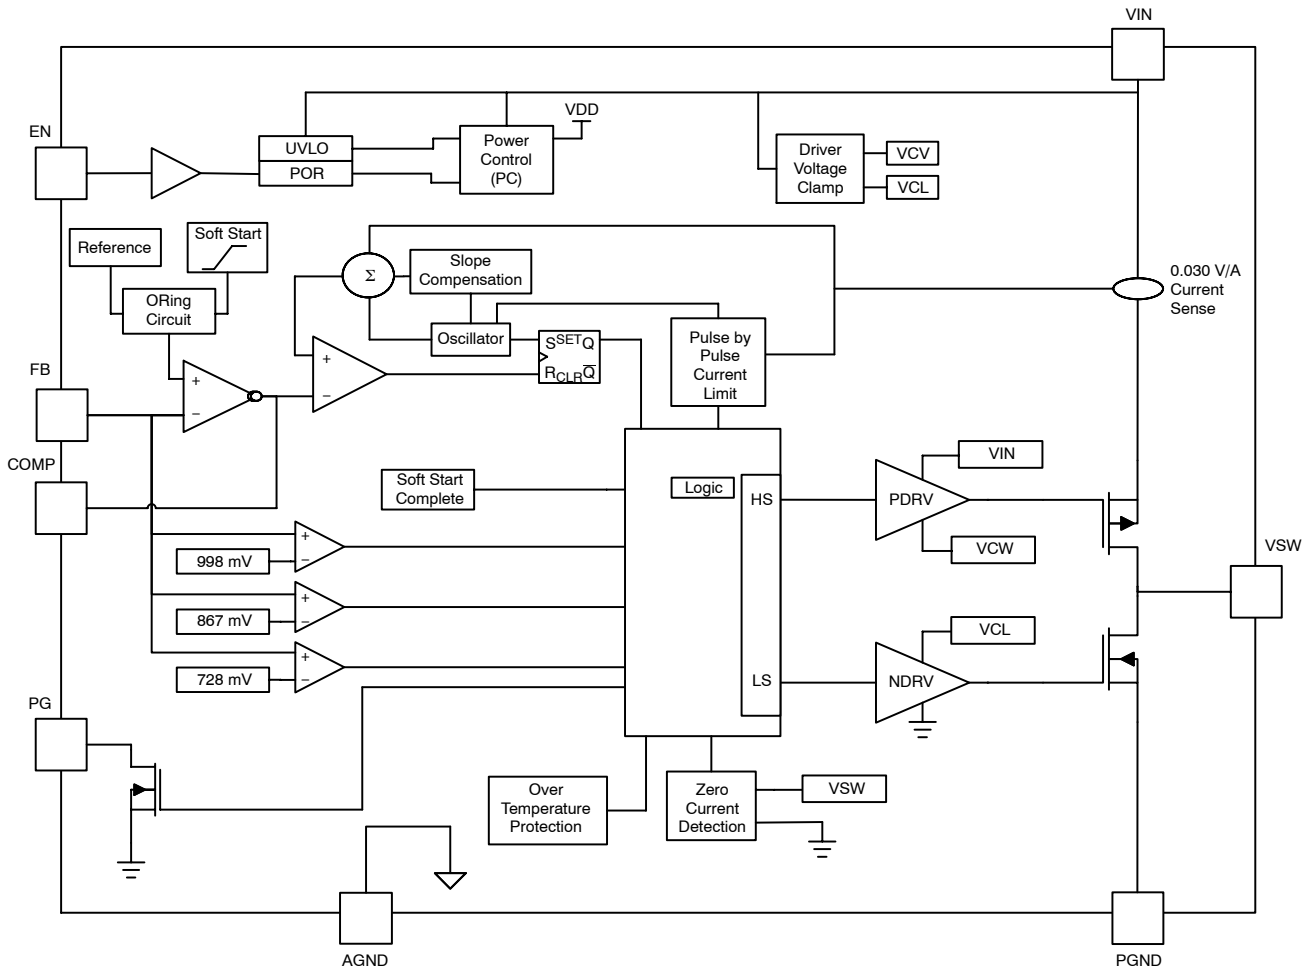 VIN
VDD
EN
UVLO
POR
Power
Control
(PC)
Driver
Voltage
Clamp
VCV
VCL
Reference
Soft Start
ORing
Circuit
Σ
Slope
Compensation
Oscillator
0.030 V/A
Current
Sense
S SET Q
R CLR Q̅
Pulse by
Pulse
Current
Limit
FB
+
−
+
−
COMP
Soft Start
Complete
Logic
HS
PDRV
VIN
VCW
VSW
998 mV
+
−
867 mV
+
−
728 mV
+
−
LS
NDRV
VCL
PG
Over
Temperature
Protection
Zero
Current
Detection
VSW
AGND
PGND